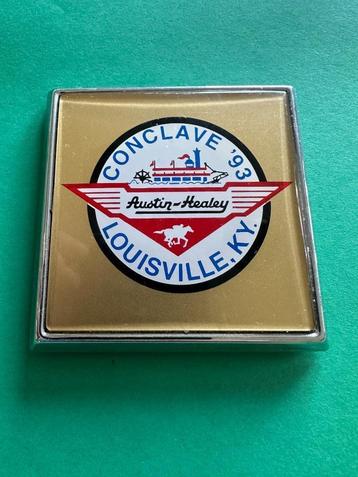 CONCLAVE '93
Austin-Healey
LOUISVILLE, KY.